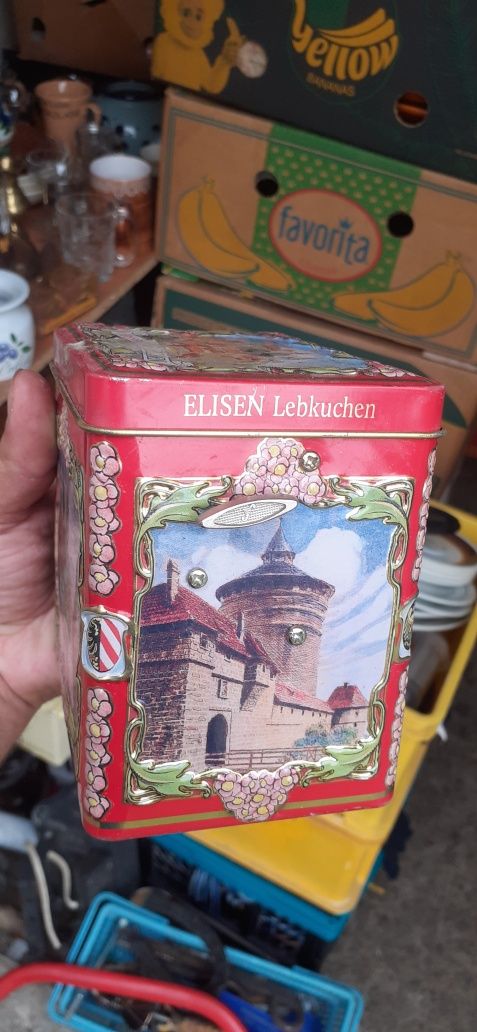 yellow
BANANAS
favorita
ELISEN Lebkuchen